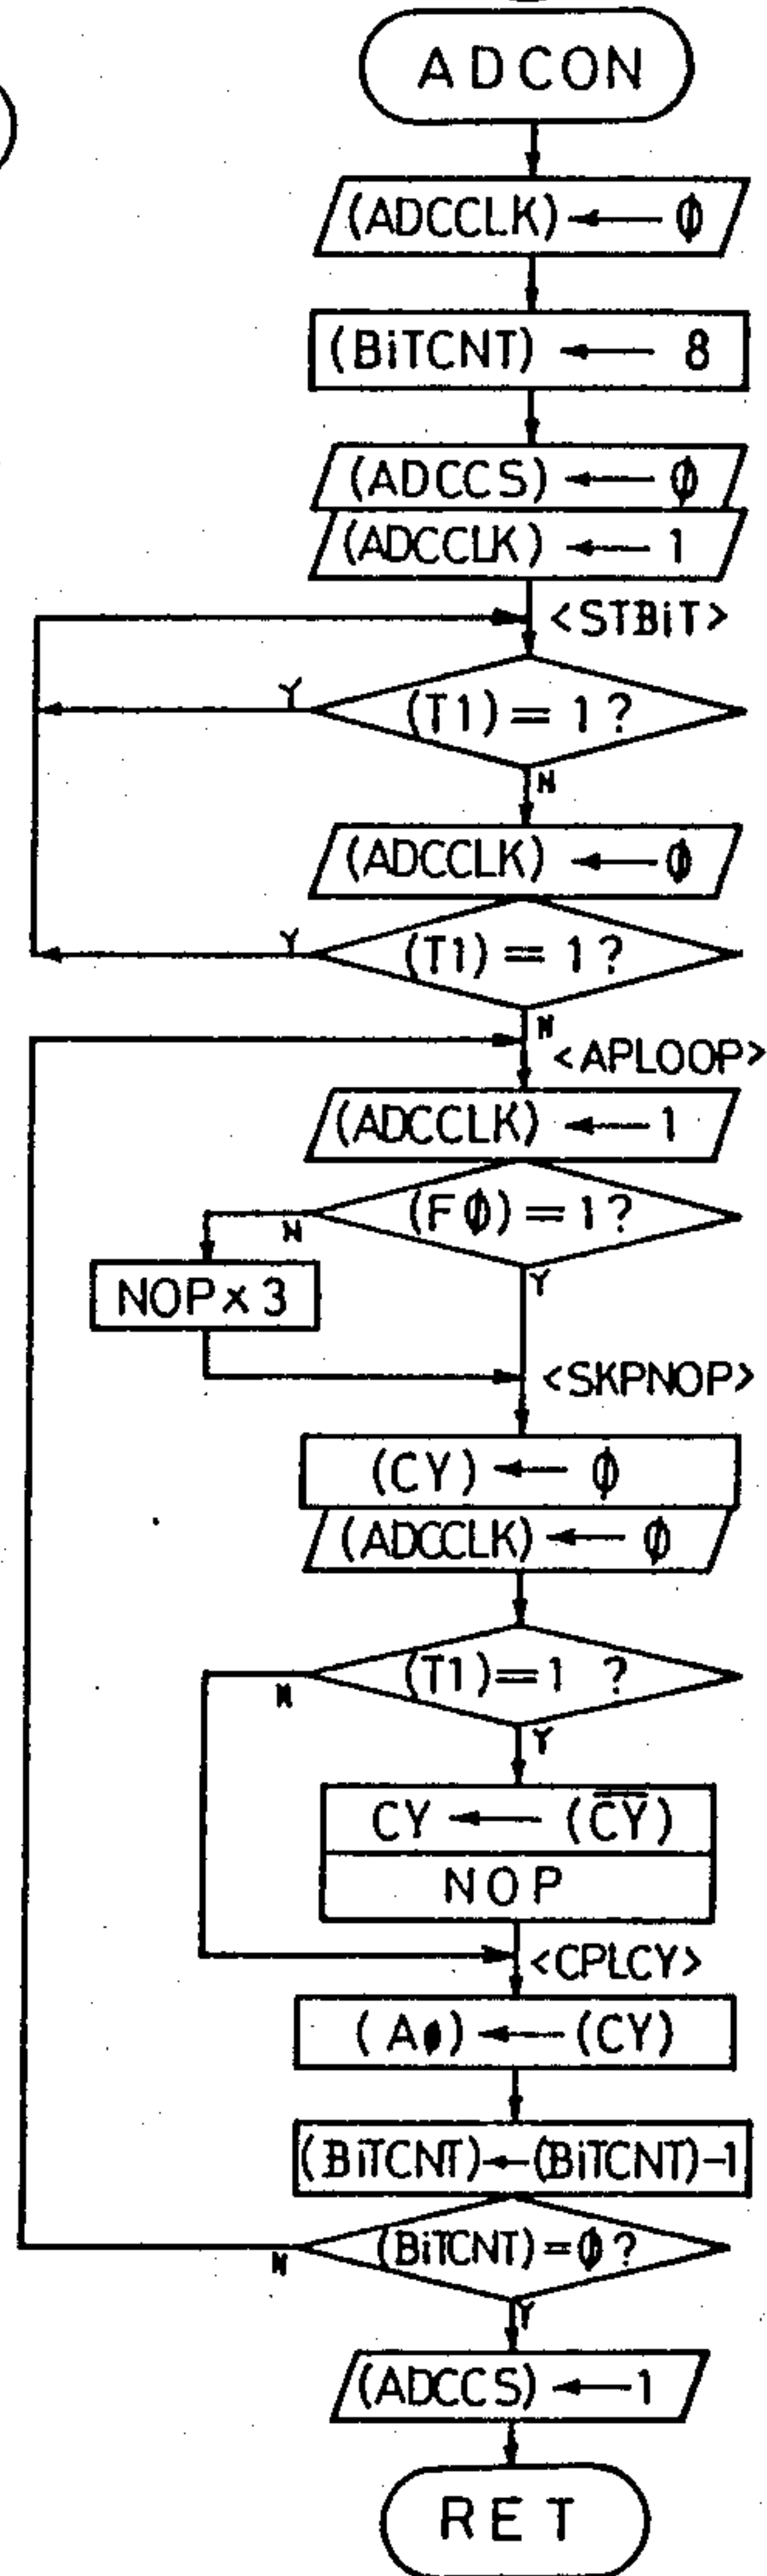 ADCON
(ADCCLK) ← ϕ
(BiTCNT) ← 8
(ADCCS) ← ϕ
(ADCCLK) ← 1
<STBiT>
(T1) = 1 ?
Y
N
(ADCCLK) ← ϕ
(T1) = 1 ?
Y
N
<APLOOP>
(ADCCLK) ← 1
(Fϕ) = 1 ?
N
Y
NOP x 3
<SKPNOP>
(CY) ← ϕ
(ADCCLK) ← ϕ
(T1) = 1 ?
N
Y
CY ← (C̅Y̅)
NOP
<CPLCY>
(Aϕ) ← (CY)
(BiTCNT) ← (BiTCNT)-1
(BiTCNT) = ϕ ?
N
Y
(ADCCS) ← 1
RET